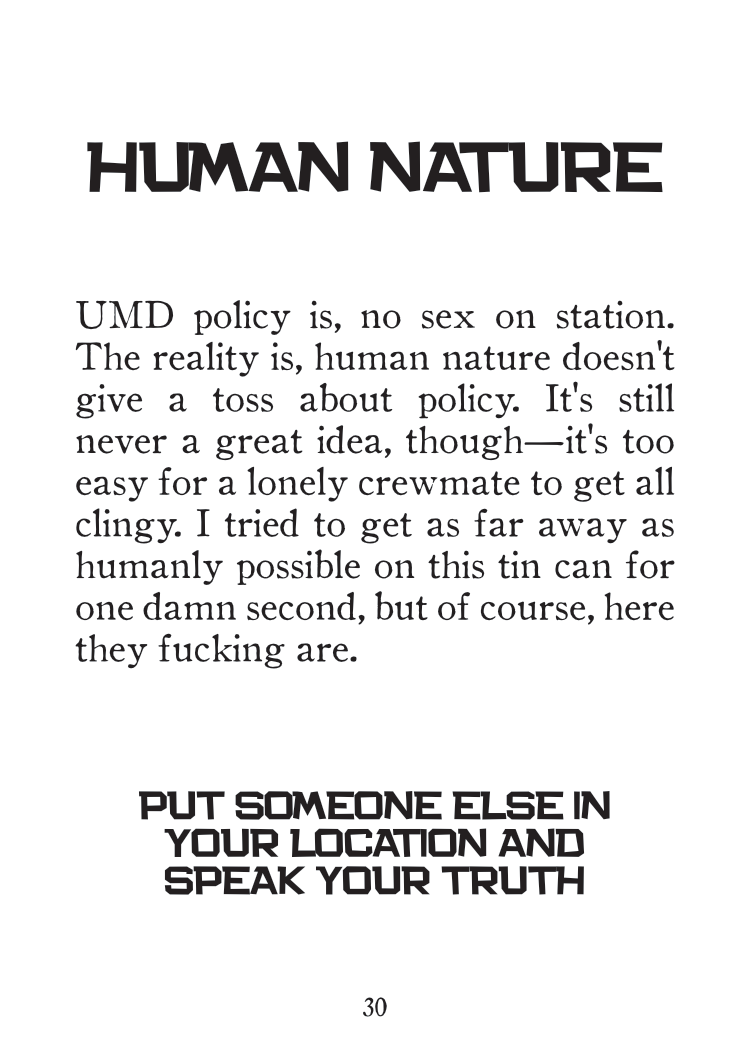 HUMAN NATURE
UMD policy is, no sex on station.
The reality is, human nature doesn't
give a toss about policy. It's still
never a great idea, though—it's too
easy for a lonely crewmate to get all
clingy. I tried to get as far away as
humanly possible on this tin can for
one damn second, but of course, here
they fucking are.
PUT SOMEONE ELSE IN
YOUR LOCATION AND
SPEAK YOUR TRUTH
30